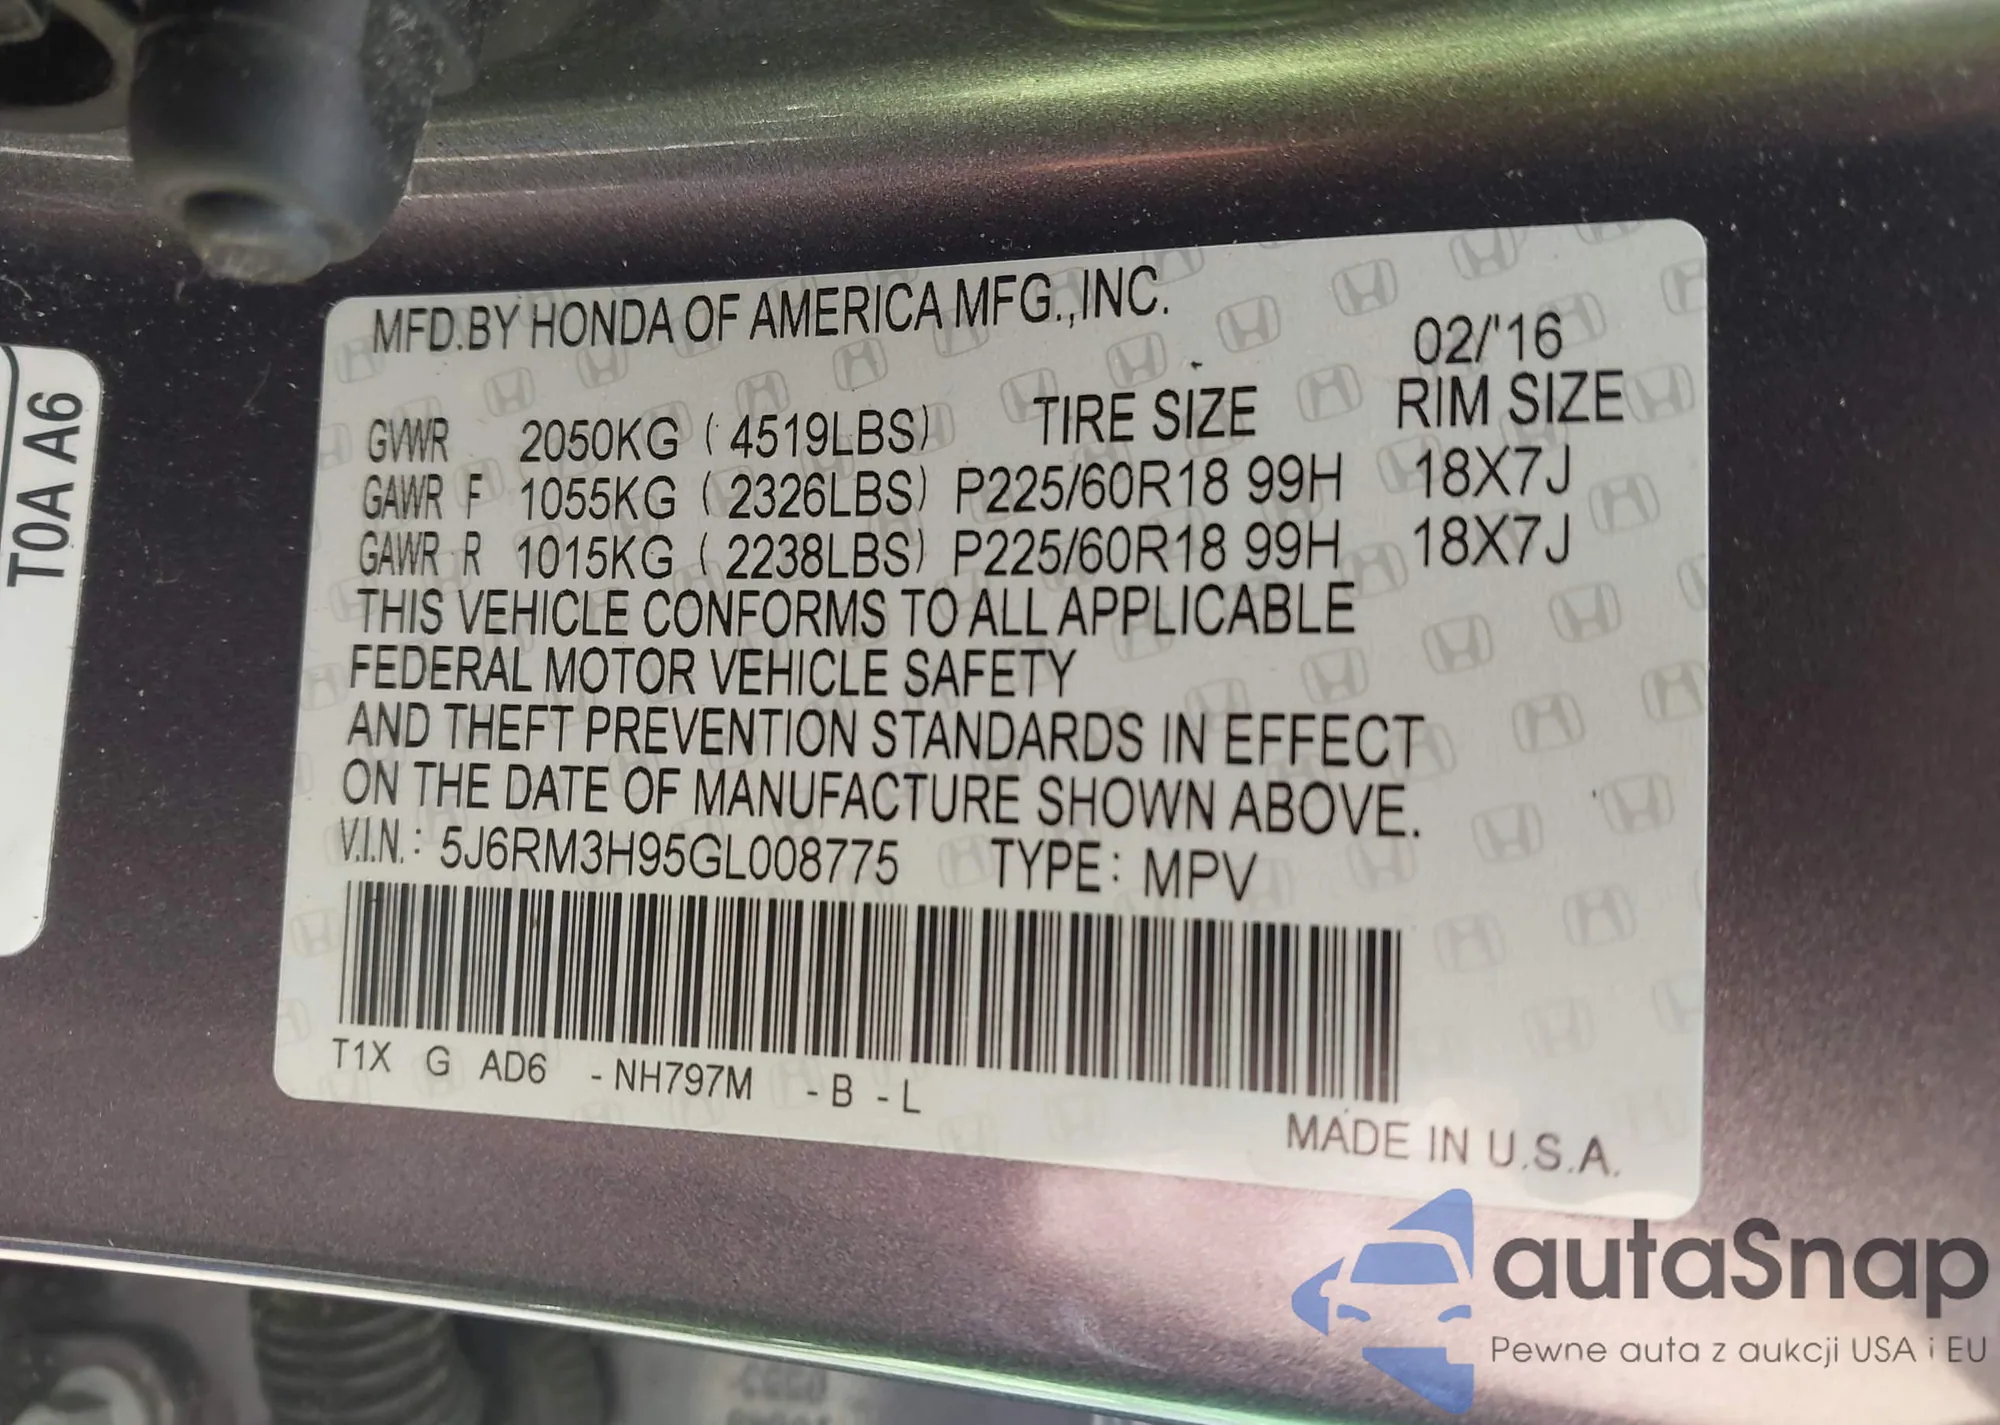 MFD.BY HONDA OF AMERICA MFG.,INC.
02/'16
GVWR 2050KG ( 4519LBS) TIRE SIZE RIM SIZE
GAWR F 1055KG ( 2326LBS) P225/60R18 99H 18X7J
GAWR R 1015KG ( 2238LBS) P225/60R18 99H 18X7J
THIS VEHICLE CONFORMS TO ALL APPLICABLE
FEDERAL MOTOR VEHICLE SAFETY
AND THEFT PREVENTION STANDARDS IN EFFECT
ON THE DATE OF MANUFACTURE SHOWN ABOVE.
V.I.N.: 5J6RM3H95GL008775 TYPE: MPV
T1X G AD6 -NH797M -B -L
MADE IN U.S.A.
T0A A6
autaSnap
Pewne auta z aukcji USA i EU